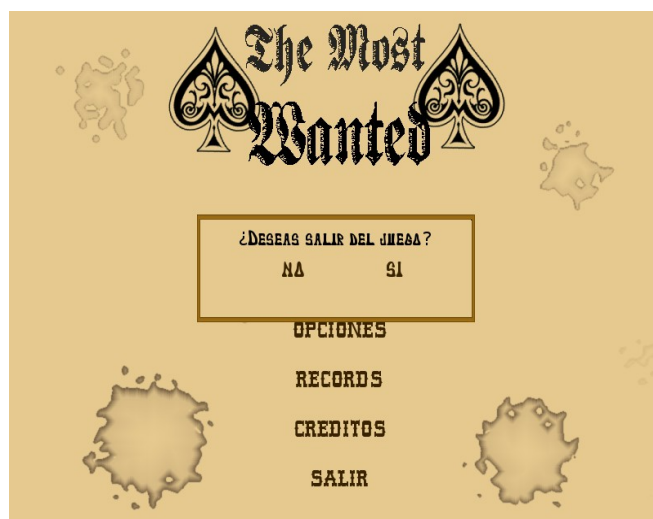 The Most
Wanted
¿DESEAS SALIR DEL JUEGO?
NO SI
OPCIONES
RECORDS
CREDITOS
SALIR